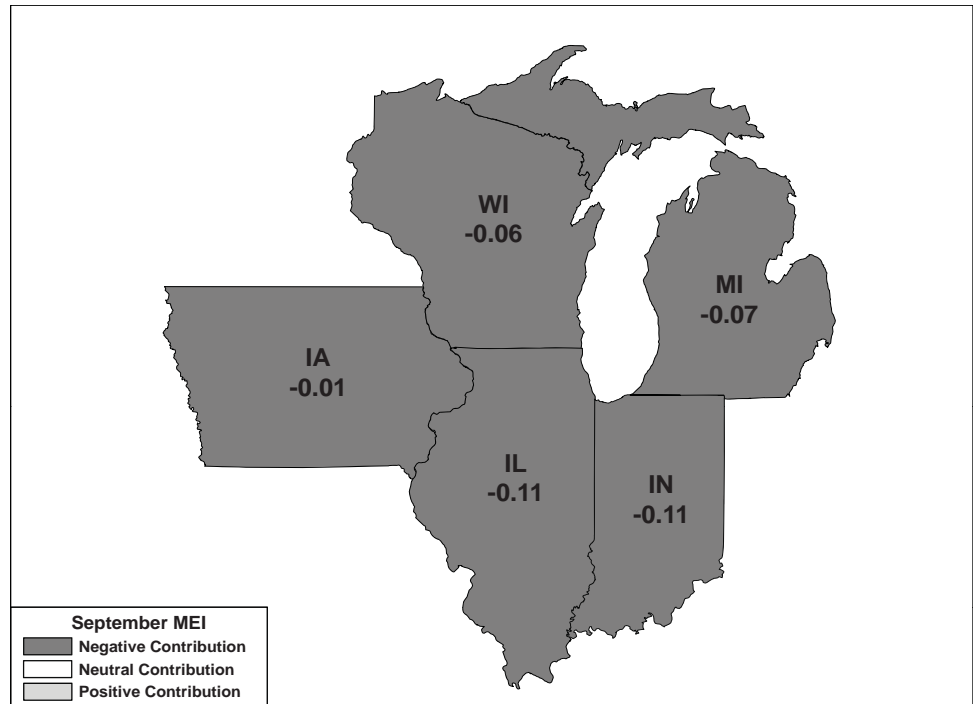 WI
-0.06
MI
-0.07
IA
-0.01
IL
-0.11
IN
-0.11
September MEI
Negative Contribution
Neutral Contribution
Positive Contribution